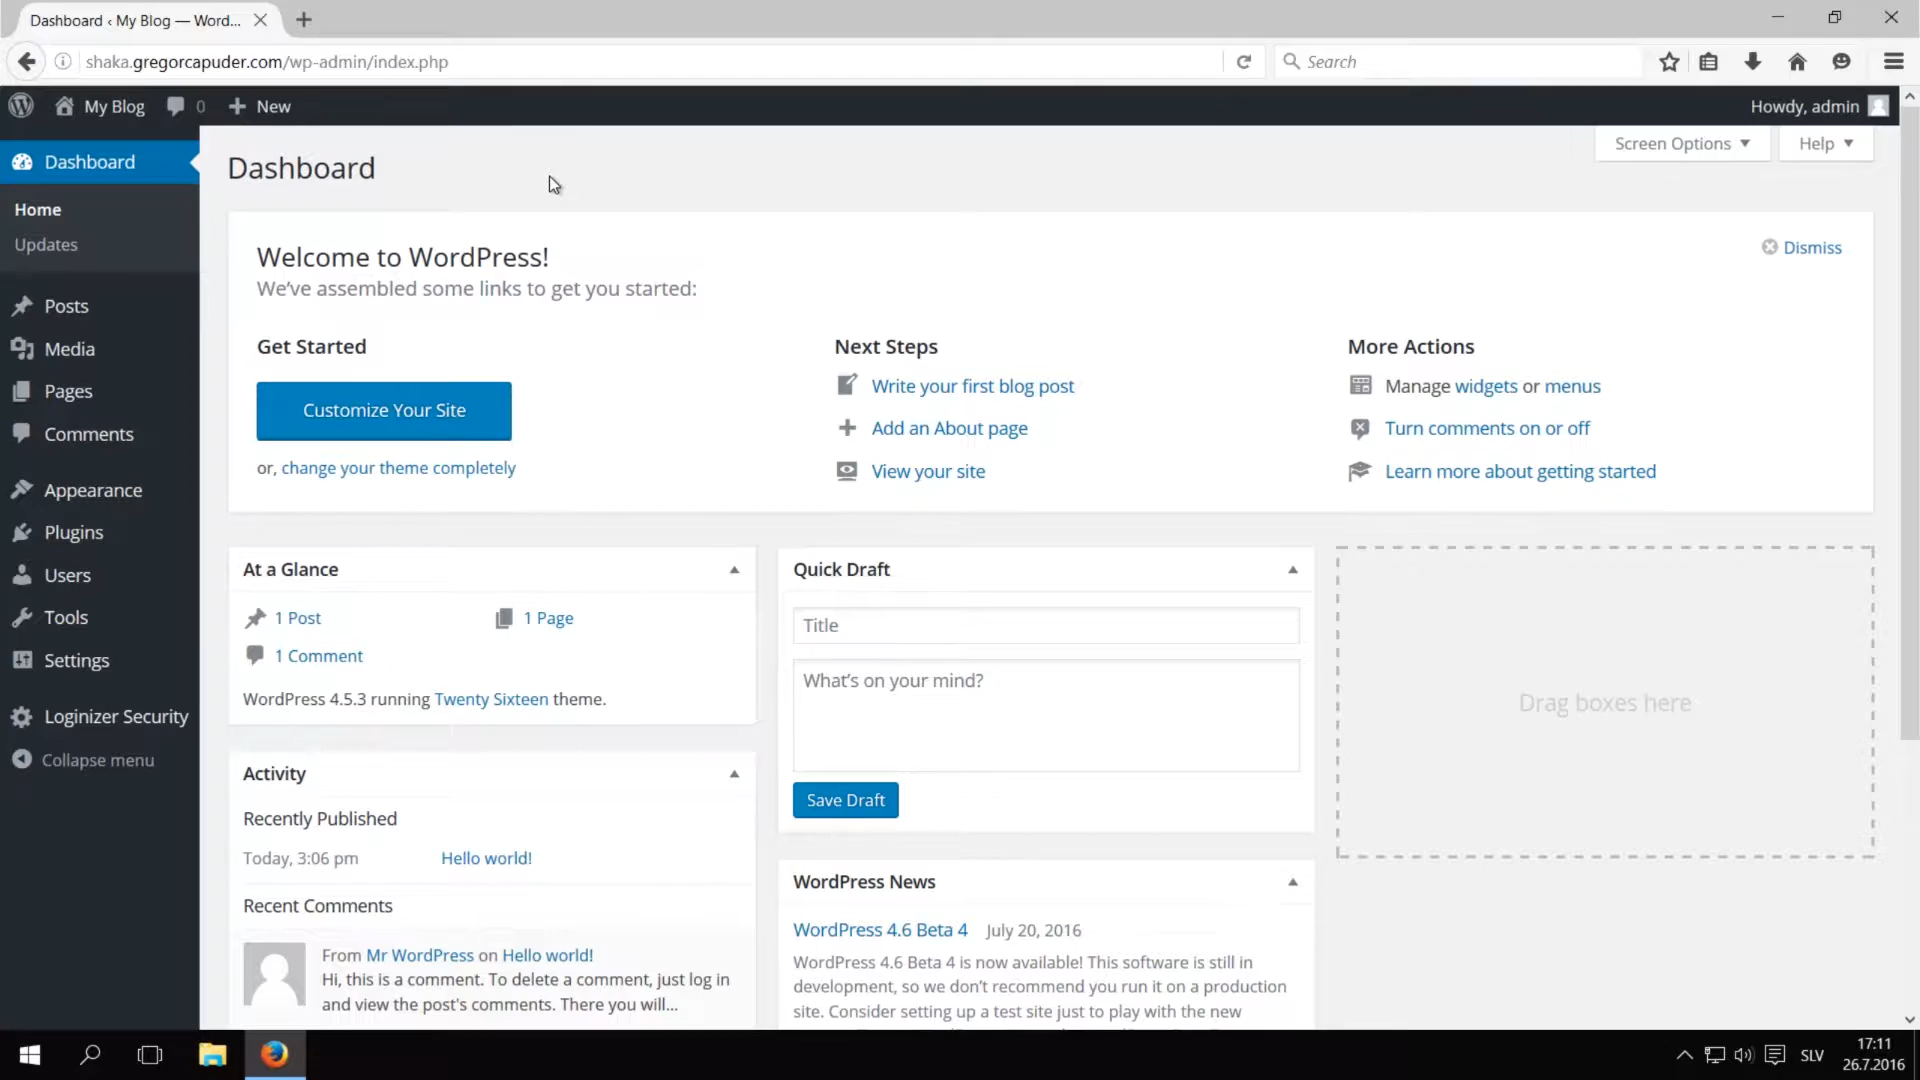 Dashboard ‹ My Blog — Word...
shaka.gregorcapuder.com/wp-admin/index.php
Search
My Blog
0
New
Howdy, admin
Dashboard
Home
Updates
Posts
Media
Pages
Comments
Appearance
Plugins
Users
Tools
Settings
Loginizer Security
Collapse menu
Dashboard
Screen Options
Help
Welcome to WordPress!
Dismiss
We've assembled some links to get you started:
Get Started
Customize Your Site
or, change your theme completely
Next Steps
Write your first blog post
Add an About page
View your site
More Actions
Manage widgets or menus
Turn comments on or off
Learn more about getting started
At a Glance
1 Post
1 Page
1 Comment
WordPress 4.5.3 running Twenty Sixteen theme.
Activity
Recently Published
Today, 3:06 pm
Hello world!
Recent Comments
From Mr WordPress on Hello world!
Hi, this is a comment. To delete a comment, just log in
and view the post's comments. There you will...
Quick Draft
Title
What's on your mind?
Save Draft
WordPress News
WordPress 4.6 Beta 4
July 20, 2016
WordPress 4.6 Beta 4 is now available! This software is still in
development, so we don't recommend you run it on a production
site. Consider setting up a test site just to play with the new
Drag boxes here
SLV
17:11
26.7.2016